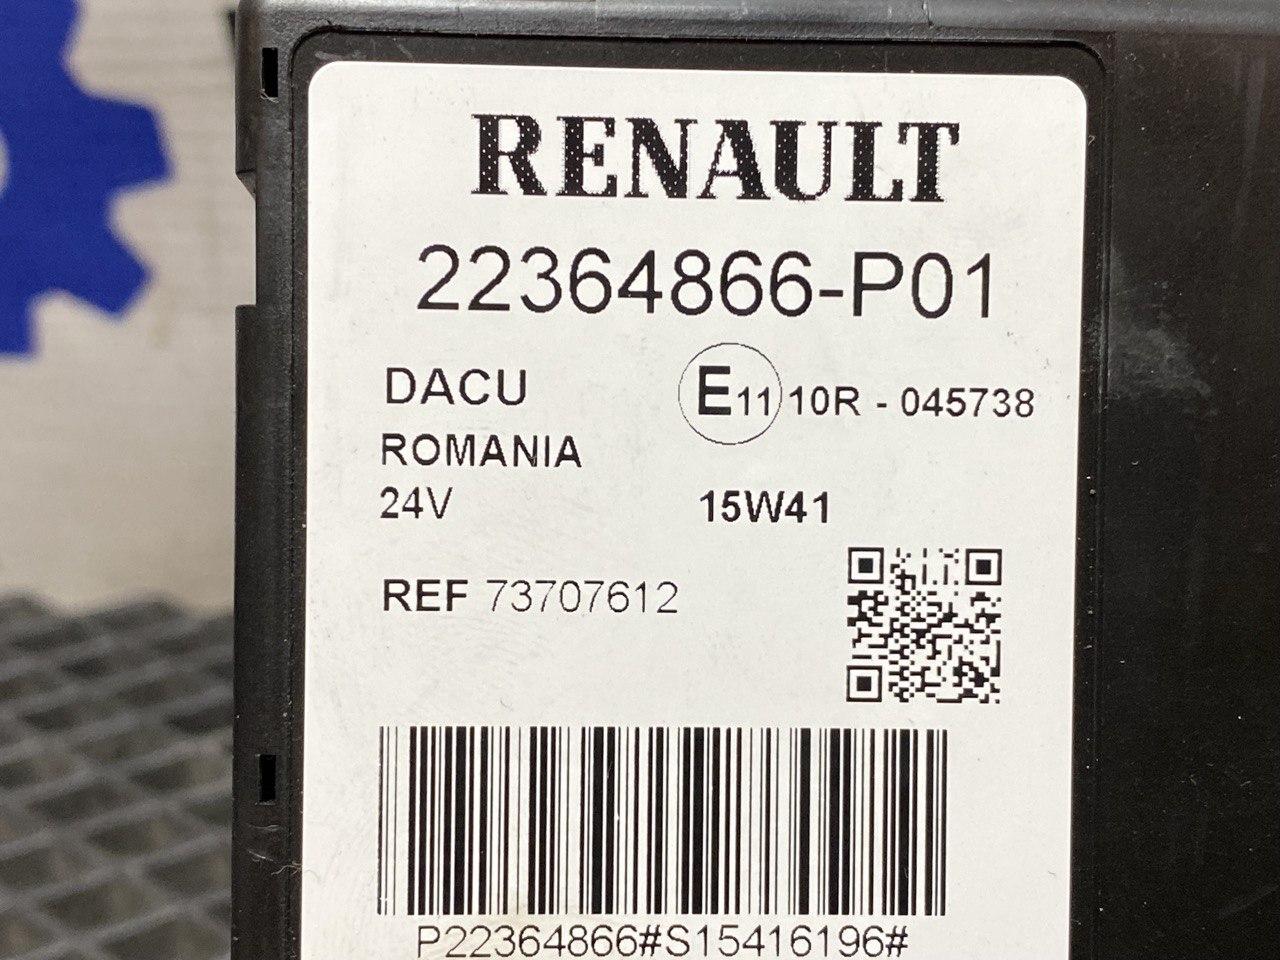 RENAULT
22364866-P01
DACU
E11 10R - 045738
ROMANIA
24V
15W41
REF 73707612
P22364866#S15416196#